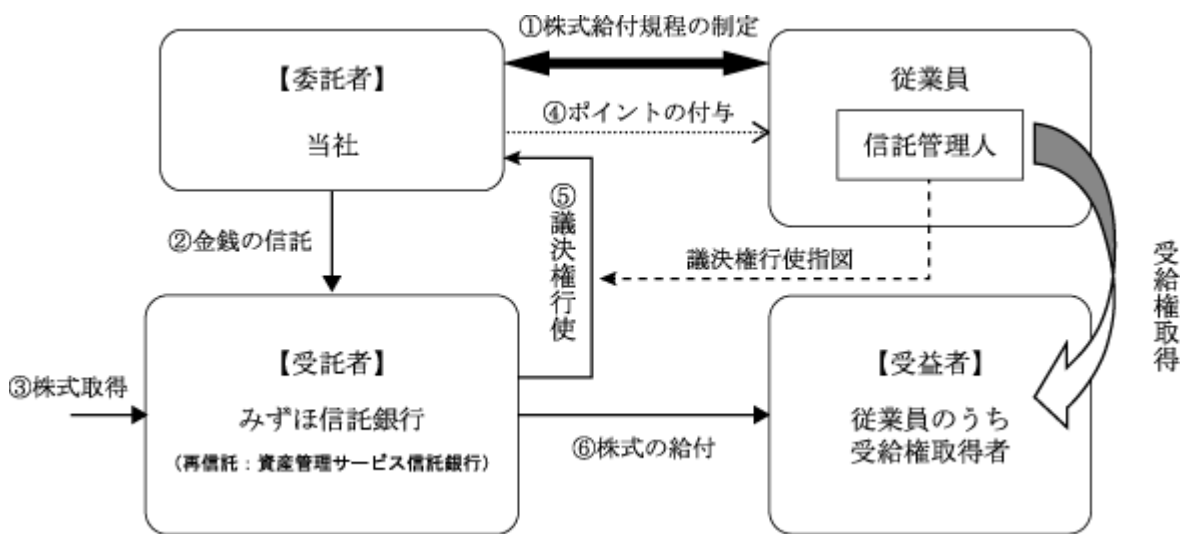 ①株式給付規程の制定
【委託者】
当社
従業員
信託管理人
④ポイントの付与
②金銭の信託
⑤議決権行使
議決権行使指図
受給権取得
③株式取得
【受託者】
みずほ信託銀行
(再信託:資産管理サービス信託銀行)
⑥株式の給付
【受益者】
従業員のうち
受給権取得者